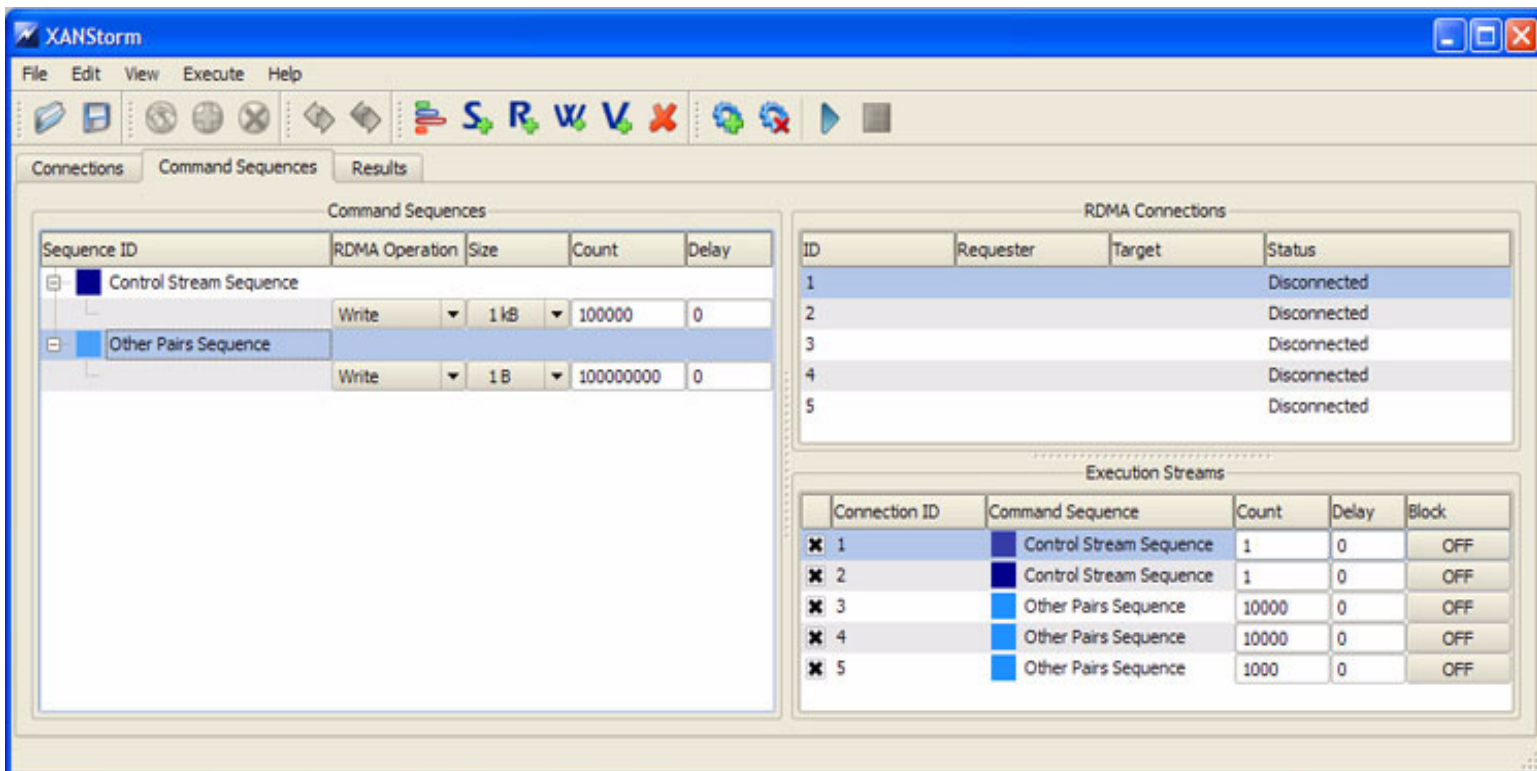 XANStorm
File Edit View Execute Help
S R W V
Connections Command Sequences Results
Command Sequences
Sequence ID RDMA Operation Size Count Delay
Control Stream Sequence
Write 1 kB 100000 0
Other Pairs Sequence
Write 1 B 100000000 0
RDMA Connections
ID Requester Target Status
1 Disconnected
2 Disconnected
3 Disconnected
4 Disconnected
5 Disconnected
Execution Streams
Connection ID Command Sequence Count Delay Block
1 Control Stream Sequence 1 0 OFF
2 Control Stream Sequence 1 0 OFF
3 Other Pairs Sequence 10000 0 OFF
4 Other Pairs Sequence 10000 0 OFF
5 Other Pairs Sequence 1000 0 OFF